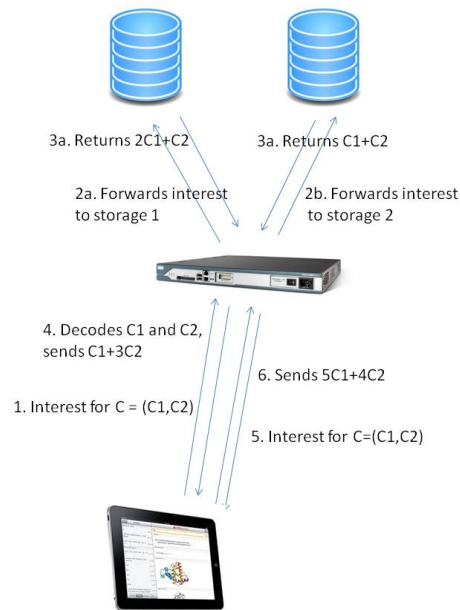 3a. Returns 2C1+C2
3a. Returns C1+C2
2a. Forwards interest
to storage 1
2b. Forwards interest
to storage 2
4. Decodes C1 and C2,
sends C1+3C2
6. Sends 5C1+4C2
1. Interest for C = (C1,C2)
5. Interest for C=(C1,C2)